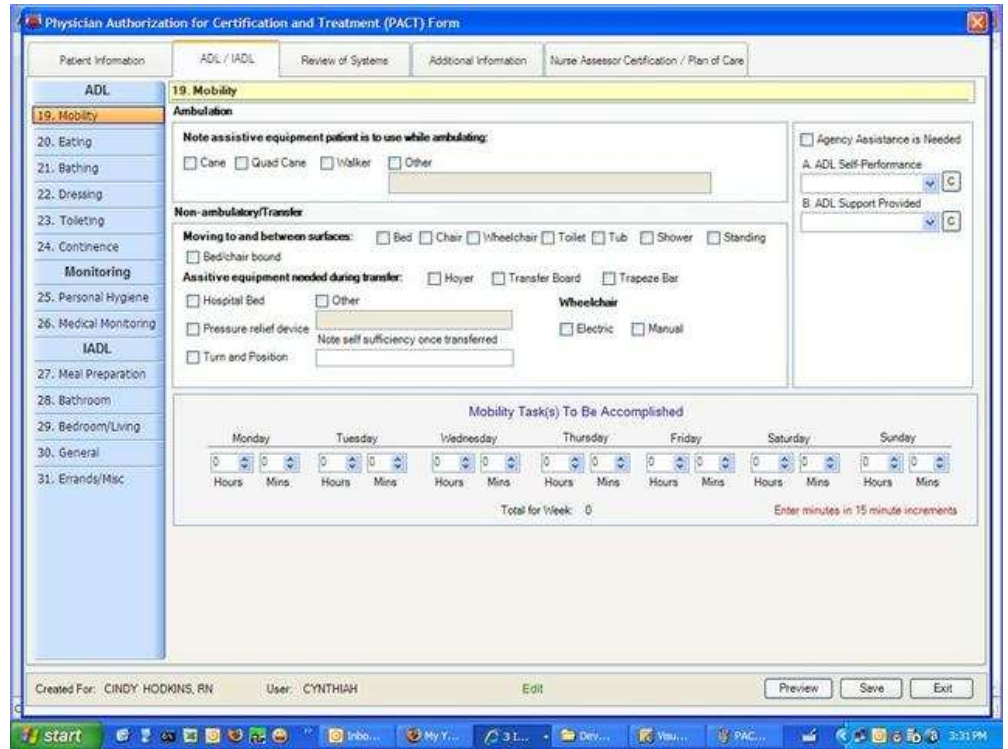 Physician Authorization for Certification and Treatment (PACT) Form
Patient Information ADL / IADL Review of Systems Additional Information Nurse Assessor Certification / Plan of Care
ADL
19. Mobility
20. Eating
21. Bathing
22. Dressing
23. Toileting
24. Continence
Monitoring
25. Personal Hygiene
26. Medical Monitoring
IADL
27. Meal Preparation
28. Bathroom
29. Bedroom/Living
30. General
31. Errands/Misc
19. Mobility
Ambulation
Note assistive equipment patient is to use while ambulating:
Cane Quad Cane Walker Other
Non-ambulatory/Transfer
Moving to and between surfaces: Bed Chair Wheelchair Toilet Tub Shower Standing
Bed/chair bound
Assitive equipment needed during transfer: Hoyer Transfer Board Trapeze Bar
Hospital Bed Other Wheelchair
Pressure relief device Electric Manual
Note self sufficiency once transferred
Turn and Position
Agency Assistance is Needed
A. ADL Self-Performance
C
B. ADL Support Provided
C
Mobility Task(s) To Be Accomplished
Monday Tuesday Wednesday Thursday Friday Saturday Sunday
0 0 0 0 0 0 0 0 0 0 0 0 0 0
Hours Mins Hours Mins Hours Mins Hours Mins Hours Mins Hours Mins Hours Mins
Total for Week: 0 Enter minutes in 15 minute increments
Created For: CINDY HODKINS, RN User: CYNTHIAH Edit Preview Save Exit
start Inbo... My Y... 3 I... Dev... Visu... PAC... 3:31 PM